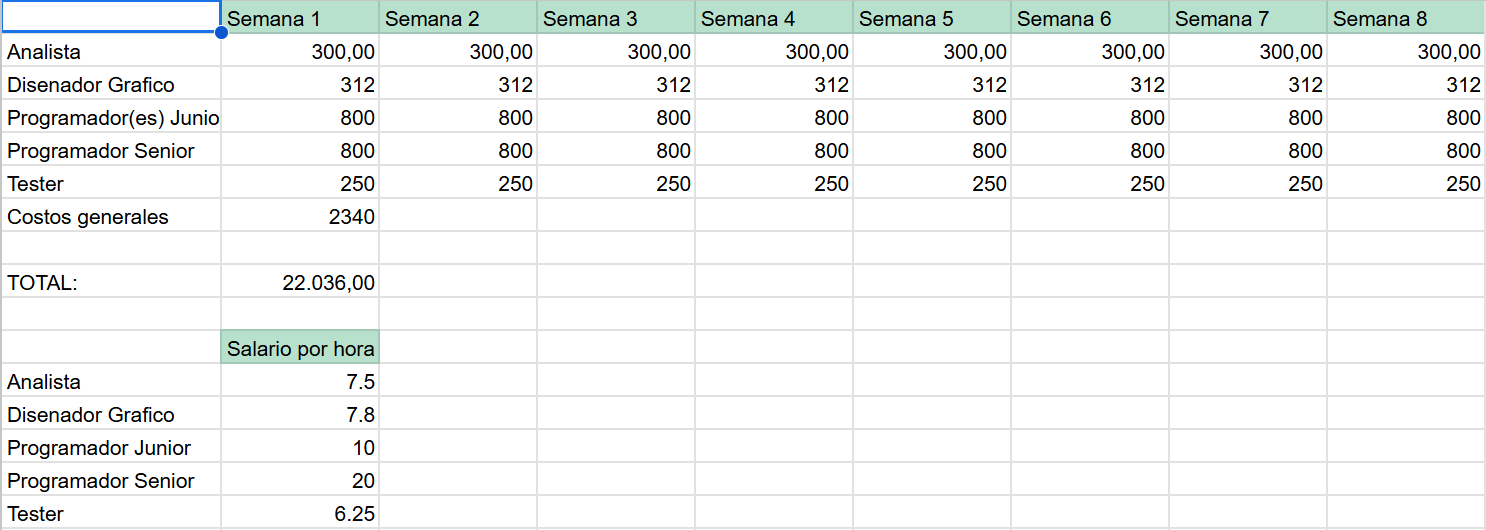 Semana 1 Semana 2 Semana 3 Semana 4 Semana 5 Semana 6 Semana 7 Semana 8
Analista 300,00 300,00 300,00 300,00 300,00 300,00 300,00 300,00
Disenador Grafico 312 312 312 312 312 312 312 312
Programador(es) Junio 800 800 800 800 800 800 800 800
Programador Senior 800 800 800 800 800 800 800 800
Tester 250 250 250 250 250 250 250 250
Costos generales 2340
TOTAL: 22.036,00
Salario por hora
Analista 7.5
Disenador Grafico 7.8
Programador Junior 10
Programador Senior 20
Tester 6.25